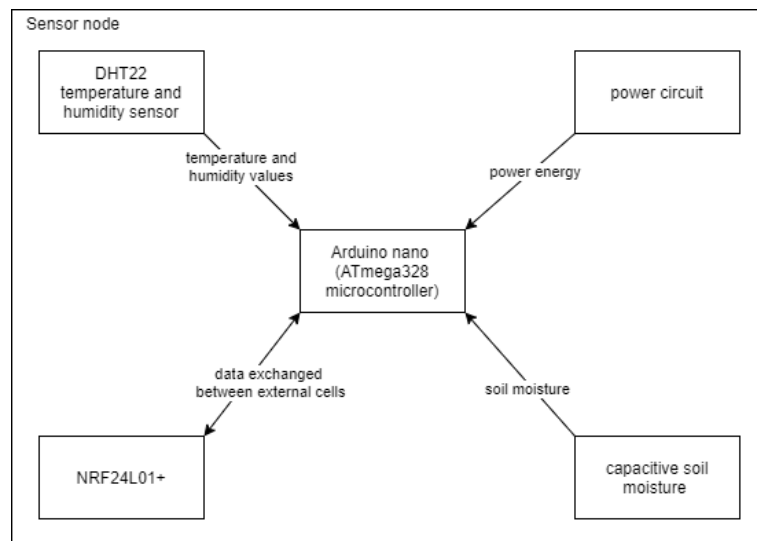 Sensor node
DHT22
temperature and
humidity sensor
power circuit
temperature and
humidity values
power energy
Arduino nano
(ATmega328
microcontroller)
data exchanged
between external cells
soil moisture
NRF24L01+
capacitive soil
moisture